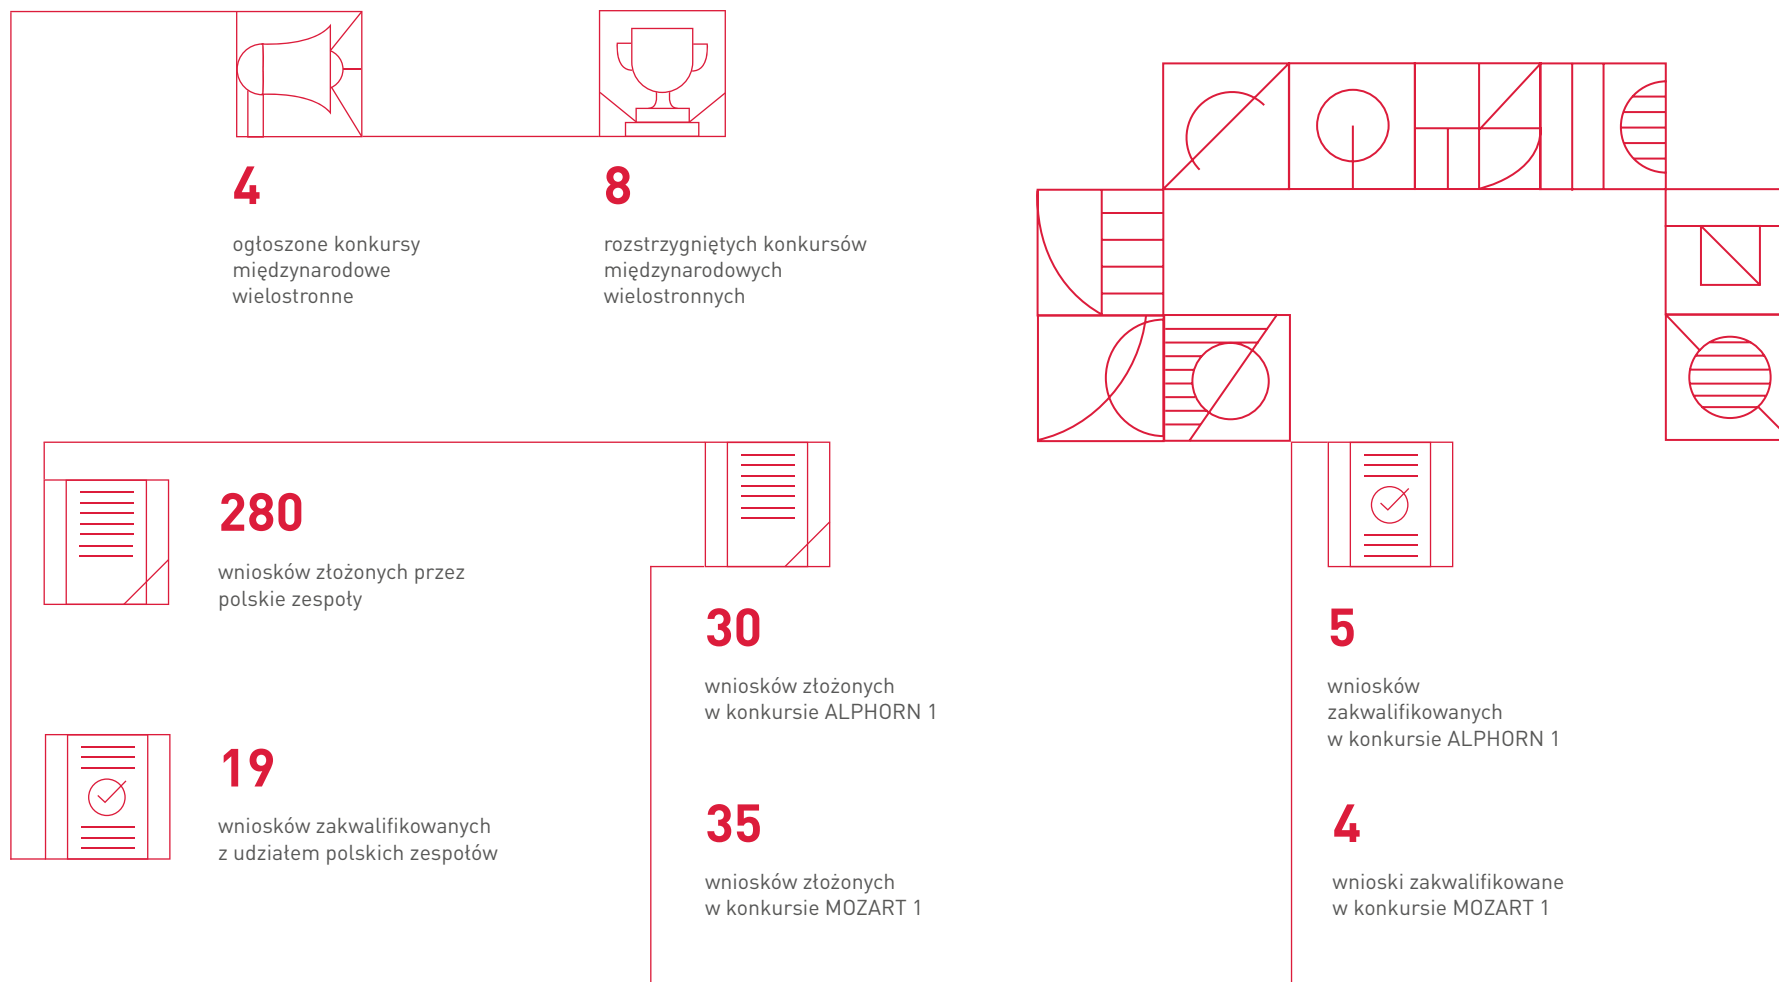 4
ogłoszone konkursy
międzynarodowe
wielostronne
8
rozstrzygniętych konkursów
międzynarodowych
wielostronnych
280
wniosków złożonych przez
polskie zespoły
19
wniosków zakwalifikowanych
z udziałem polskich zespołów
30
wniosków złożonych
w konkursie ALPHORN 1
35
wniosków złożonych
w konkursie MOZART 1
5
wniosków
zakwalifikowanych
w konkursie ALPHORN 1
4
wnioski zakwalifikowane
w konkursie MOZART 1